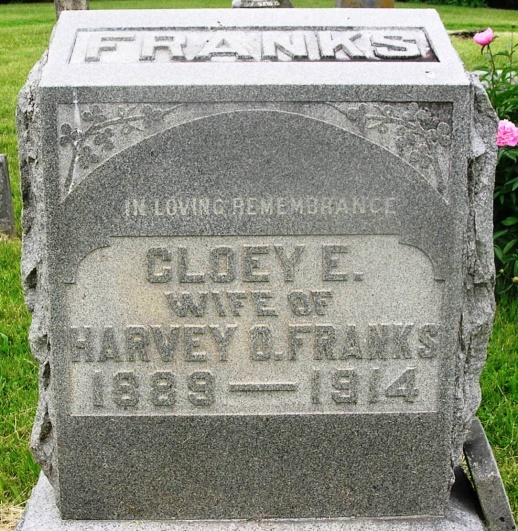 FRANKS
IN LOVING REMEMBRANCE
CLOEY E.
WIFE OF
HARVEY O. FRANKS
1889 — 1914